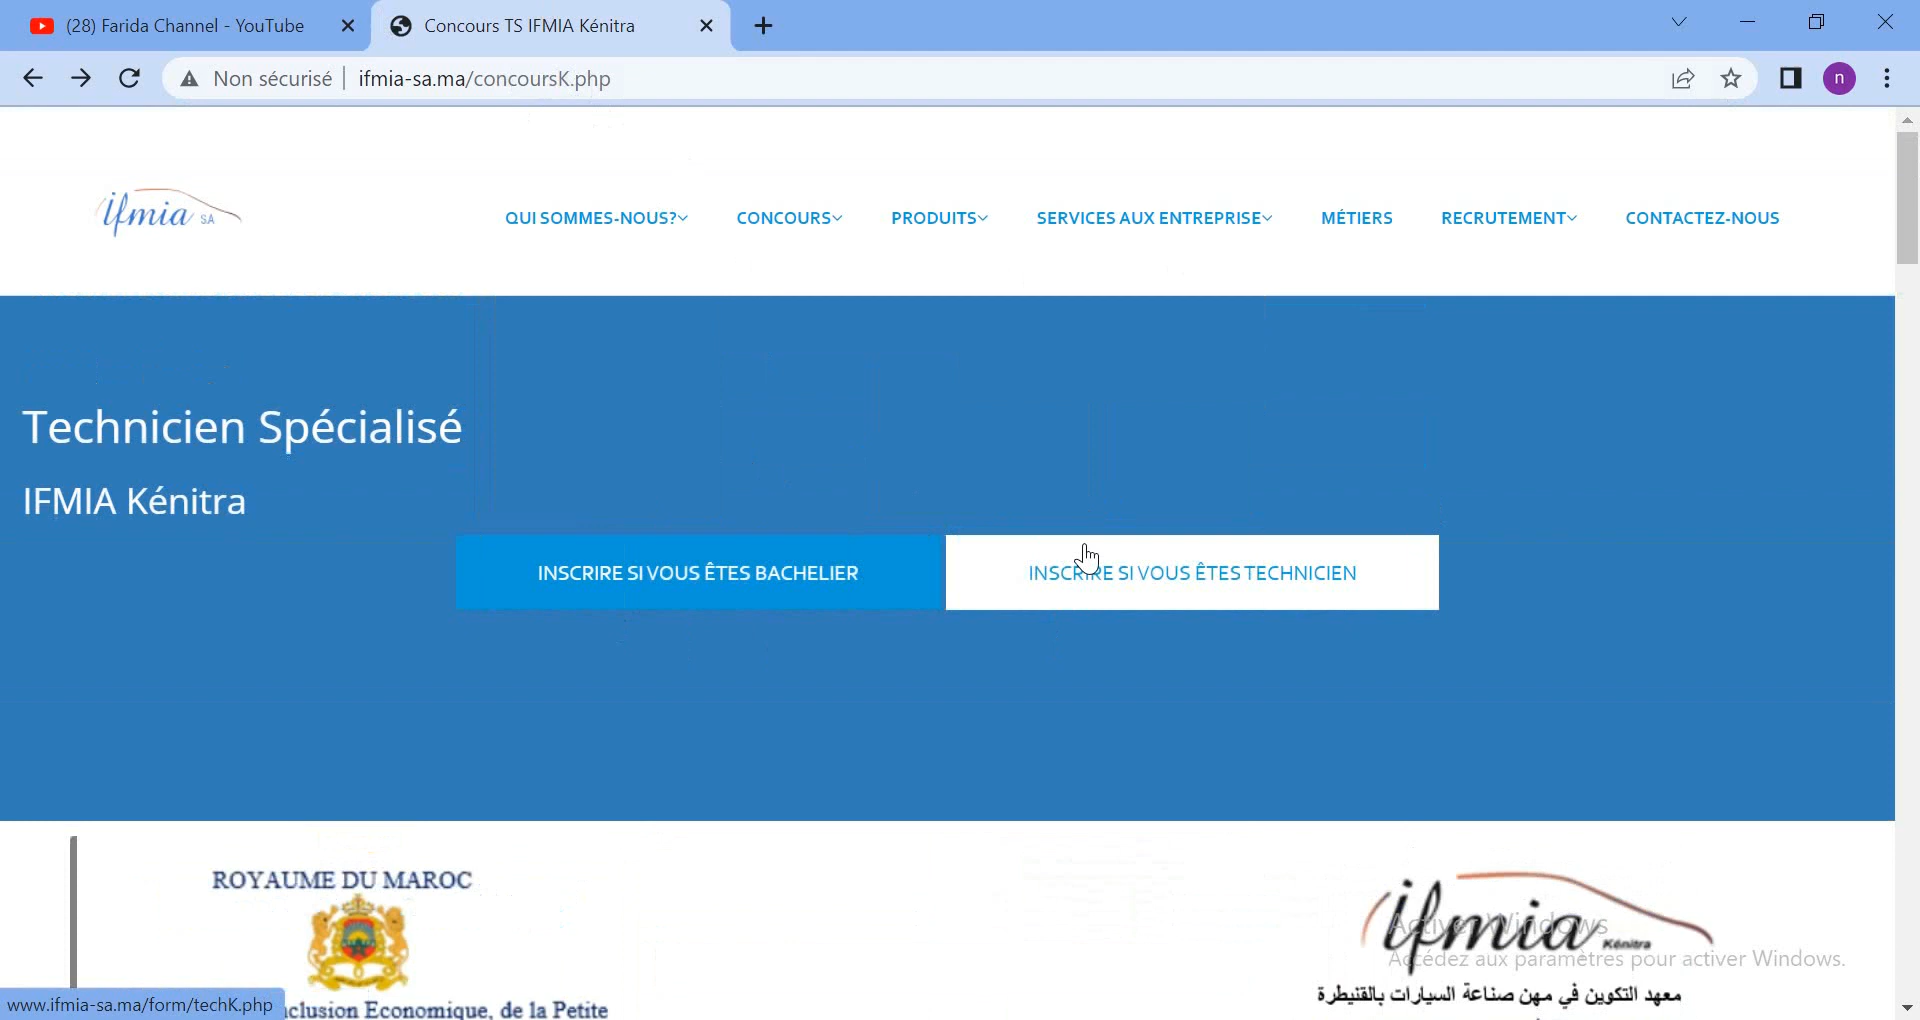 (28) Farida Channel - YouTube
Concours TS IFMIA Kénitra
Non sécurisé
ifmia-sa.ma/concoursK.php
n
ifmia SA
QUI SOMMES-NOUS?
CONCOURS
PRODUITS
SERVICES AUX ENTREPRISE
MÉTIERS
RECRUTEMENT
CONTACTEZ-NOUS
Technicien Spécialisé
IFMIA Kénitra
INSCRIRE SI VOUS ÊTES BACHELIER
INSCRIRE SI VOUS ÊTES TECHNICIEN
ROYAUME DU MAROC
ifmia Kénitra
Activer Windows
Accédez aux paramètres pour activer Windows.
معهد التكوين في مهن صناعة السيارات بالقنيطرة
www.ifmia-sa.ma/form/techK.php
nclusion Economique, de la Petite